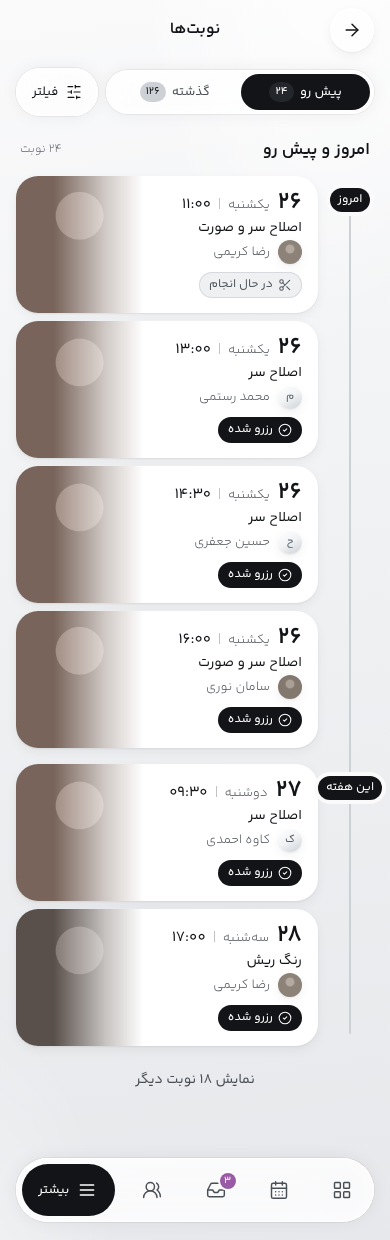 نوبت‌ها
پیش رو ۲۴
گذشته ۱۲۶
فیلتر
امروز و پیش رو
۲۴ نوبت
امروز
۲۶ یکشنبه | ۱۱:۰۰
اصلاح سر و صورت
رضا کریمی
در حال انجام
۲۶ یکشنبه | ۱۳:۰۰
اصلاح سر
م محمد رستمی
رزرو شده
۲۶ یکشنبه | ۱۴:۳۰
اصلاح سر
ح حسین جعفری
رزرو شده
۲۶ یکشنبه | ۱۶:۰۰
اصلاح سر و صورت
سامان نوری
رزرو شده
این هفته
۲۷ دوشنبه | ۰۹:۳۰
اصلاح سر
ک کاوه احمدی
رزرو شده
۲۸ سه‌شنبه | ۱۷:۰۰
رنگ ریش
رضا کریمی
رزرو شده
نمایش ۱۸ نوبت دیگر
۳
بیشتر